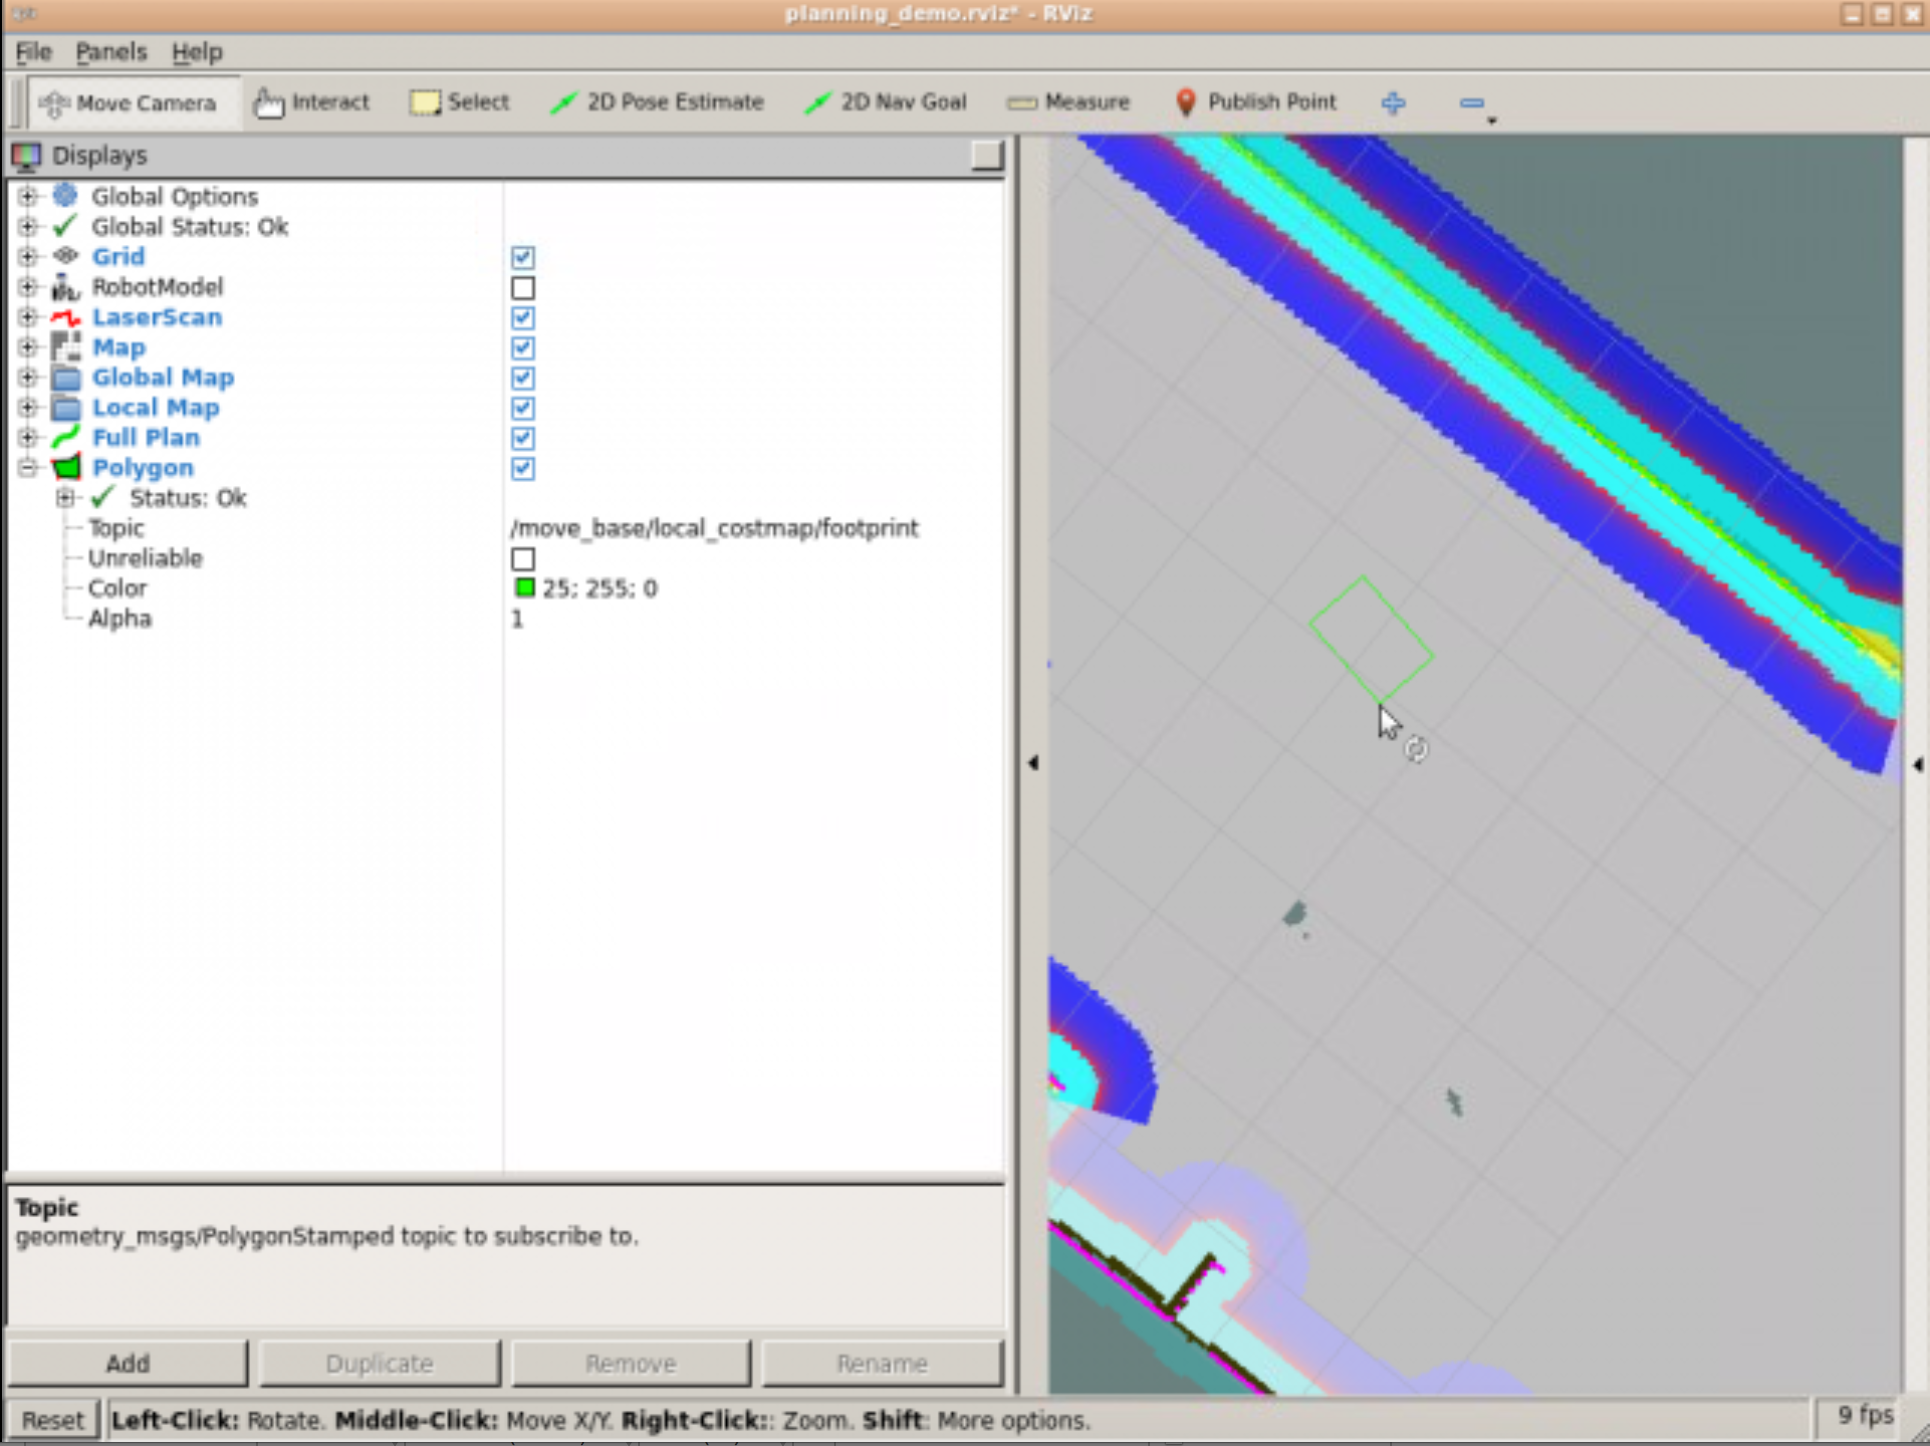 planning_demo.rviz* - RViz
File Panels Help
Move Camera Interact Select 2D Pose Estimate 2D Nav Goal Measure Publish Point
Displays
Global Options
Global Status: Ok
Grid
RobotModel
LaserScan
Map
Global Map
Local Map
Full Plan
Polygon
Status: Ok
Topic /move_base/local_costmap/footprint
Unreliable
Color 25; 255; 0
Alpha 1
Topic
geometry_msgs/PolygonStamped topic to subscribe to.
Add Duplicate Remove Rename
Reset Left-Click: Rotate. Middle-Click: Move X/Y. Right-Click:: Zoom. Shift: More options. 9 fps